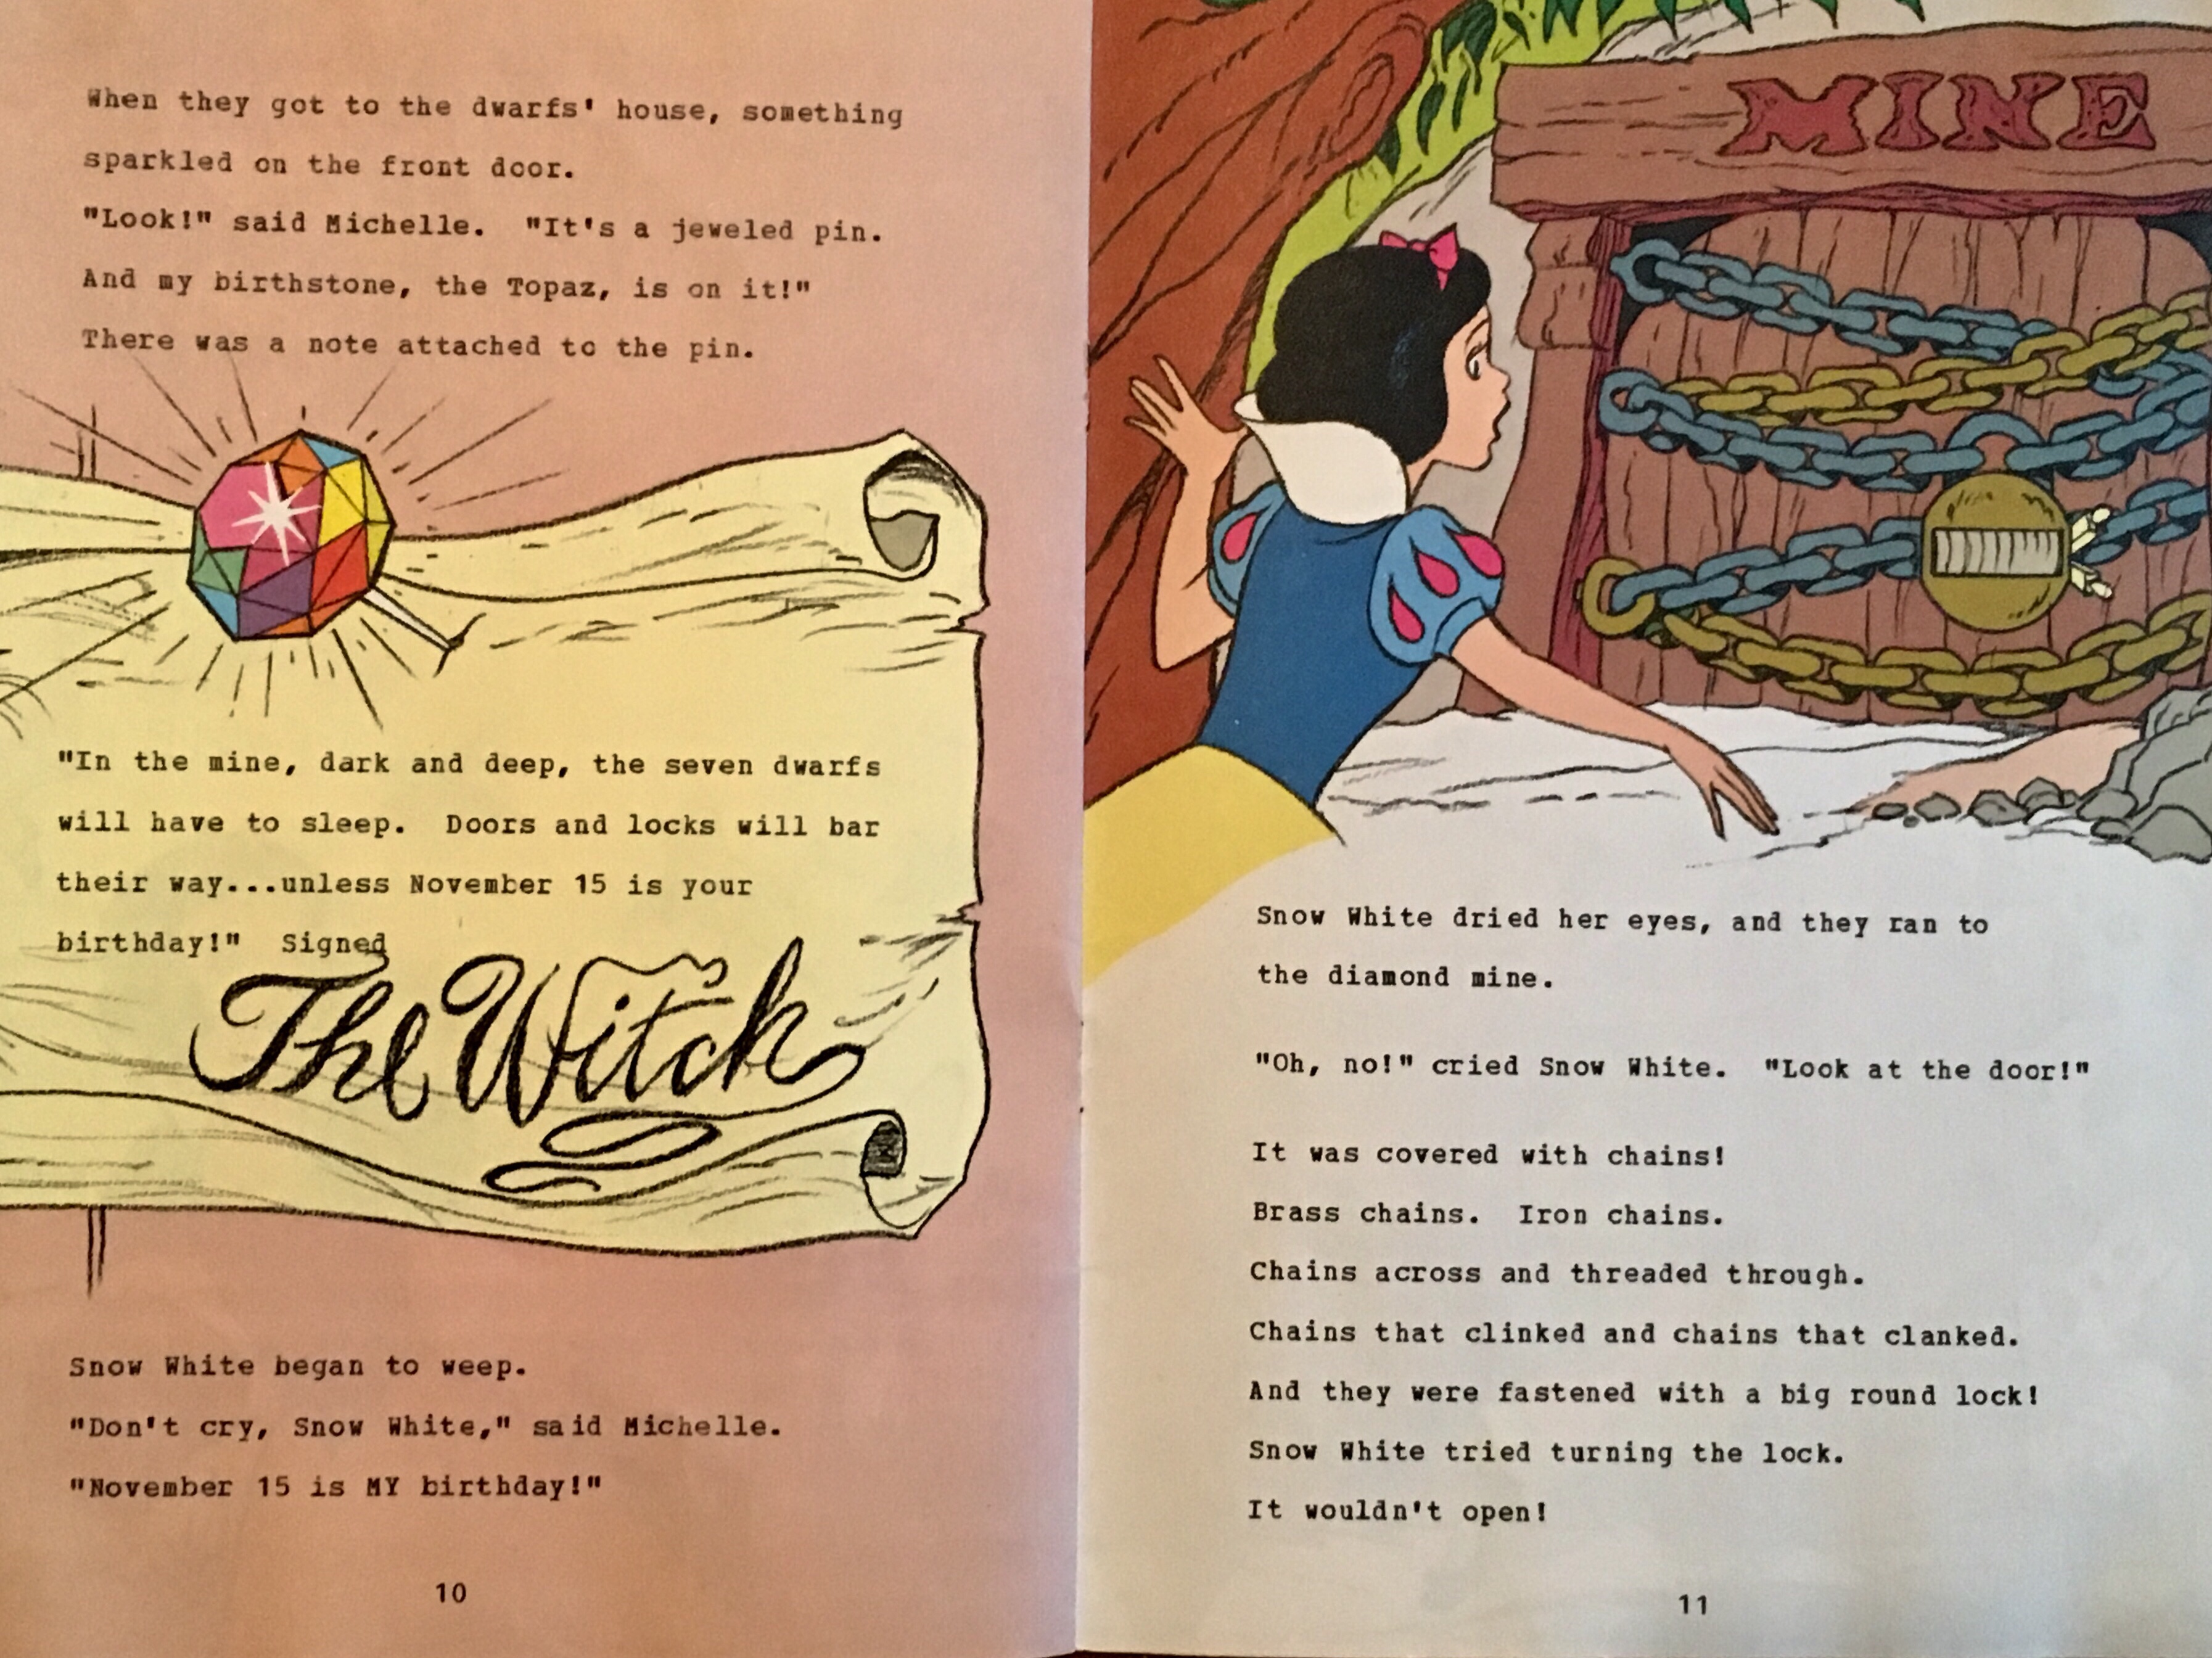 When they got to the dwarfs' house, something
sparkled on the front door.
"Look!" said Michelle.  "It's a jeweled pin.
And my birthstone, the Topaz, is on it!"
There was a note attached to the pin.
"In the mine, dark and deep, the seven dwarfs
will have to sleep.  Doors and locks will bar
their way...unless November 15 is your
birthday!"  Signed
The Witch
Snow White began to weep.
"Don't cry, Snow White," said Michelle.
"November 15 is MY birthday!"
10
MINE
Snow White dried her eyes, and they ran to
the diamond mine.
"Oh, no!" cried Snow White.  "Look at the door!"
It was covered with chains!
Brass chains.  Iron chains.
Chains across and threaded through.
Chains that clinked and chains that clanked.
And they were fastened with a big round lock!
Snow White tried turning the lock.
It wouldn't open!
11